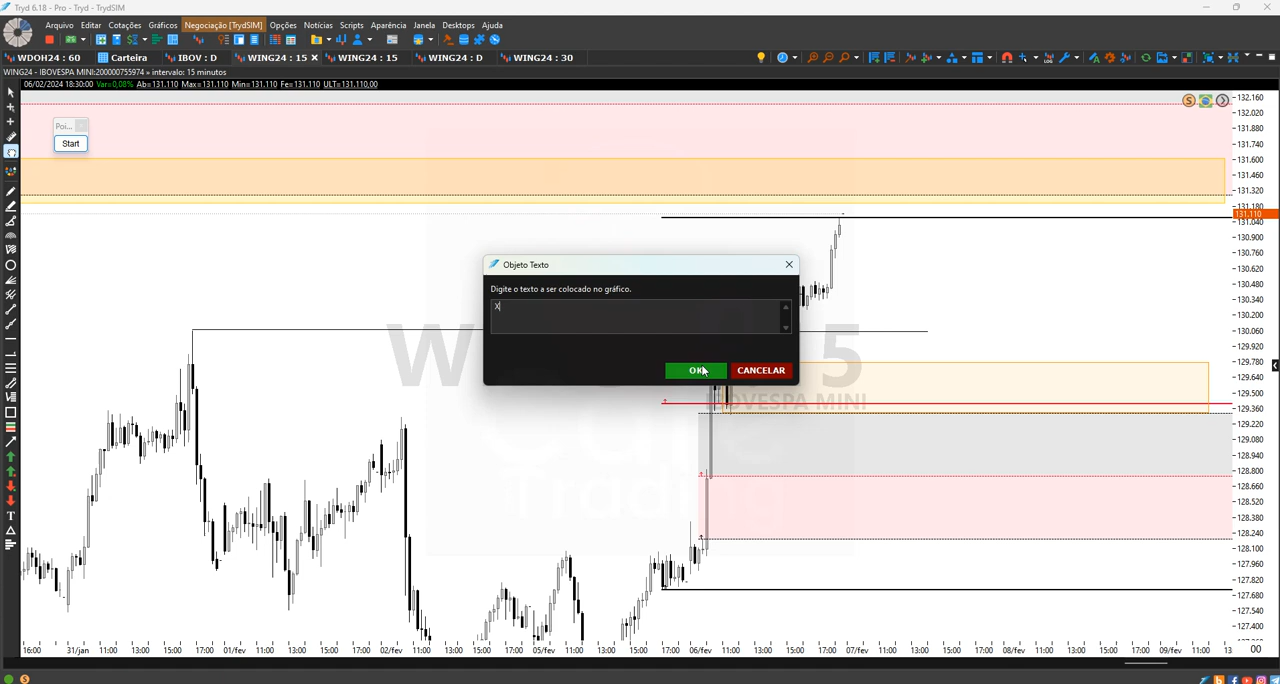 Tryd 6.18 - Pro - Tryd - TrydSIM
Arquivo Editar Cotações Gráficos Negociação [TrydSIM] Opções Notícias Scripts Aparência Janela Desktops Ajuda
WDOH24 : 60 Carteira IBOV : D WING24 : 15 WING24 : 15 WING24 : D WING24 : 30
WING24 - IBOVESPA MINI:200000755974 » intervalo: 15 minutos
06/02/2024 18:30:00 Var=0,08% Ab=131.110 Max=131.110 Min=131.110 Fe=131.110 ULT=131.110,00
132.160
132.020
131.880
131.740
131.600
131.460
131.320
131.180
131.110
131.040
130.900
130.760
130.620
130.480
130.340
130.200
130.060
129.920
129.780
129.640
129.500
129.360
129.220
129.080
128.940
128.800
128.660
128.520
128.380
128.240
128.100
127.960
127.820
127.680
127.540
127.400
Poi...
Start
Objeto Texto
Digite o texto a ser colocado no gráfico.
X
OK CANCELAR
IBOVESPA MINI
16:00 31/jan 11:00 13:00 15:00 17:00 01/fev 11:00 13:00 15:00 17:00 02/fev 11:00 13:00 15:00 17:00 05/fev 11:00 13:00 15:00 17:00 06/fev 11:00 13:00 15:00 17:00 07/fev 11:00 13:00 15:00 17:00 08/fev 11:00 13:00 15:00 17:00 09/fev 11:00 13 00